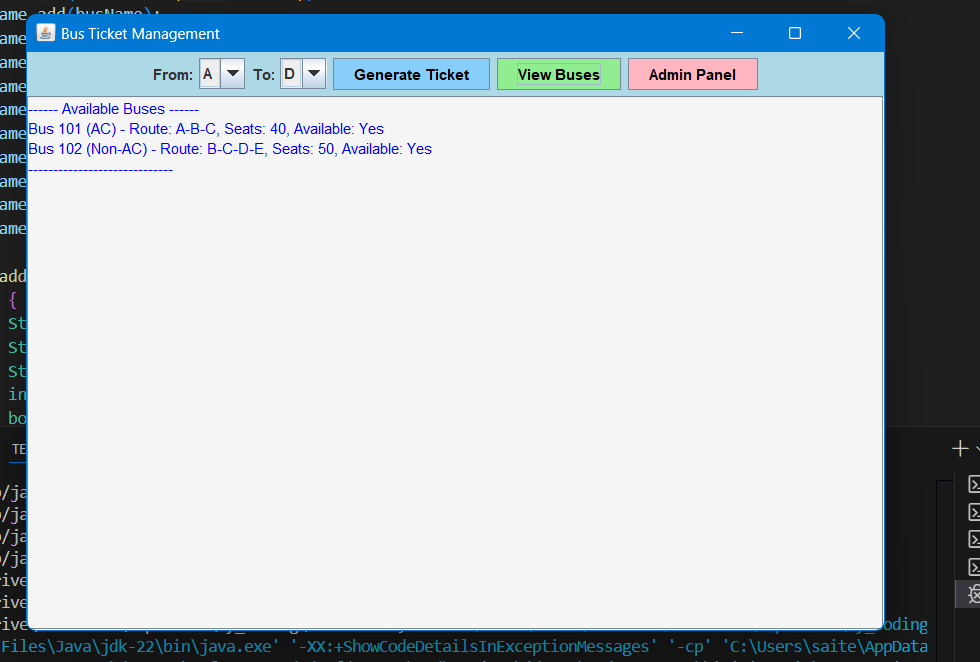 ame.add(busName);
ame
Bus Ticket Management
ame
ame
From: A To: D Generate Ticket View Buses Admin Panel
ame
ame
------ Available Buses ------
ame
Bus 101 (AC) - Route: A-B-C, Seats: 40, Available: Yes
ame
Bus 102 (Non-AC) - Route: B-C-D-E, Seats: 50, Available: Yes
-----------------------------
ame
ame
ame
add
{
St
St
St
in
bo
TE
/ja
/ja
/ja
/ja
rive
rive
rive
oding
Files\Java\jdk-22\bin\java.exe' '-XX:+ShowCodeDetailsInExceptionMessages' '-cp' 'C:\Users\saite\AppData